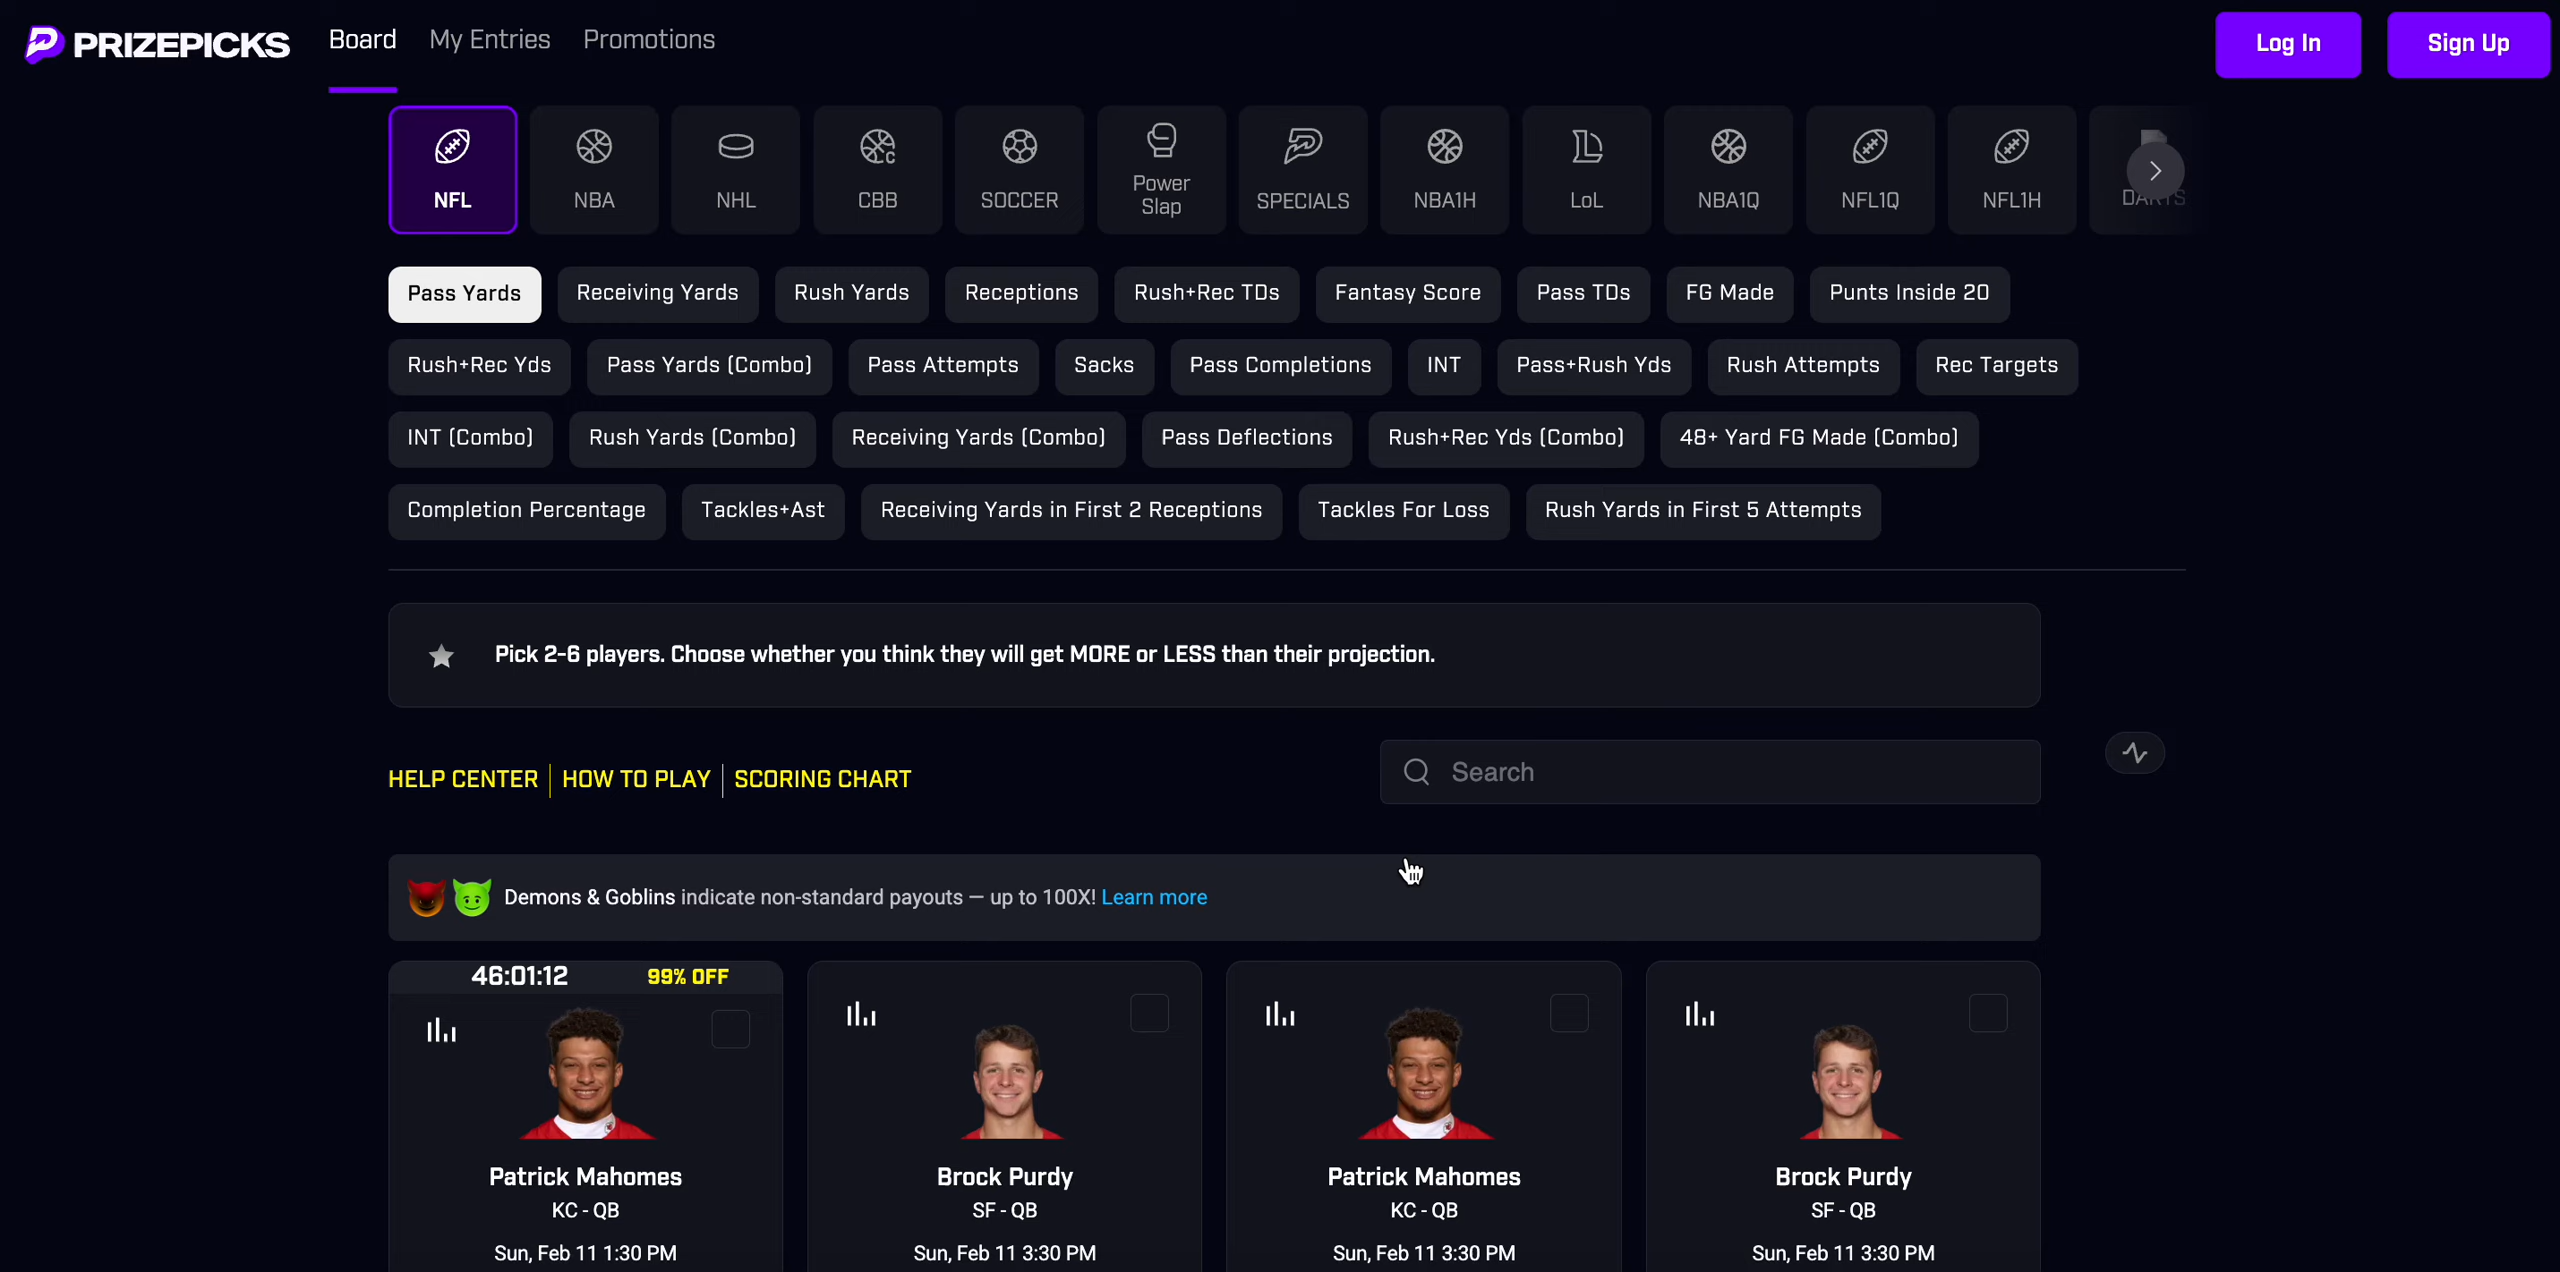 PRIZEPICKS Board My Entries Promotions Log In Sign Up
NFL NBA NHL CBB SOCCER Power Slap SPECIALS NBA1H LoL NBA1Q NFL1Q NFL1H DARTS
Pass Yards Receiving Yards Rush Yards Receptions Rush+Rec TDs Fantasy Score Pass TDs FG Made Punts Inside 20
Rush+Rec Yds Pass Yards (Combo) Pass Attempts Sacks Pass Completions INT Pass+Rush Yds Rush Attempts Rec Targets
INT (Combo) Rush Yards (Combo) Receiving Yards (Combo) Pass Deflections Rush+Rec Yds (Combo) 48+ Yard FG Made (Combo)
Completion Percentage Tackles+Ast Receiving Yards in First 2 Receptions Tackles For Loss Rush Yards in First 5 Attempts
Pick 2-6 players. Choose whether you think they will get MORE or LESS than their projection.
HELP CENTER HOW TO PLAY SCORING CHART Search
Demons & Goblins indicate non-standard payouts — up to 100X! Learn more
46:01:12 99% OFF
Patrick Mahomes Brock Purdy Patrick Mahomes Brock Purdy
KC - QB SF - QB KC - QB SF - QB
Sun, Feb 11 1:30 PM Sun, Feb 11 3:30 PM Sun, Feb 11 3:30 PM Sun, Feb 11 3:30 PM